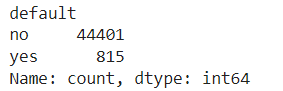 default
no     44401
yes      815
Name: count, dtype: int64